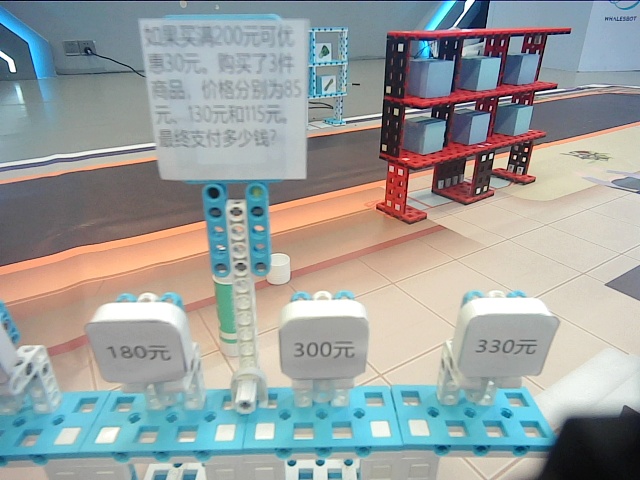 如果买满200元可优
惠30元。购买了3件
商品，价格分别为85
元、130元和115元。
最终支付多少钱?
180元
300元
330元
WHALESBOT